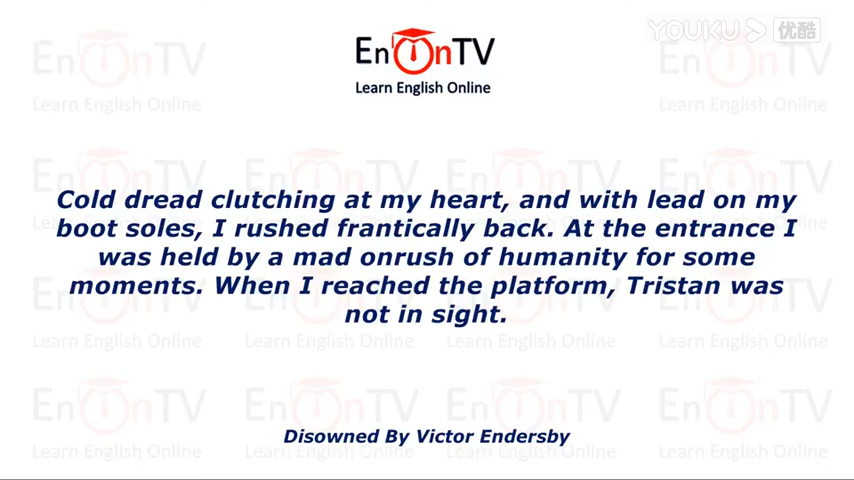 YOUKU 优酷
EnOnTV
Learn English Online
Cold dread clutching at my heart, and with lead on my
boot soles, I rushed frantically back. At the entrance I
was held by a mad onrush of humanity for some
moments. When I reached the platform, Tristan was
not in sight.
Disowned By Victor Endersby